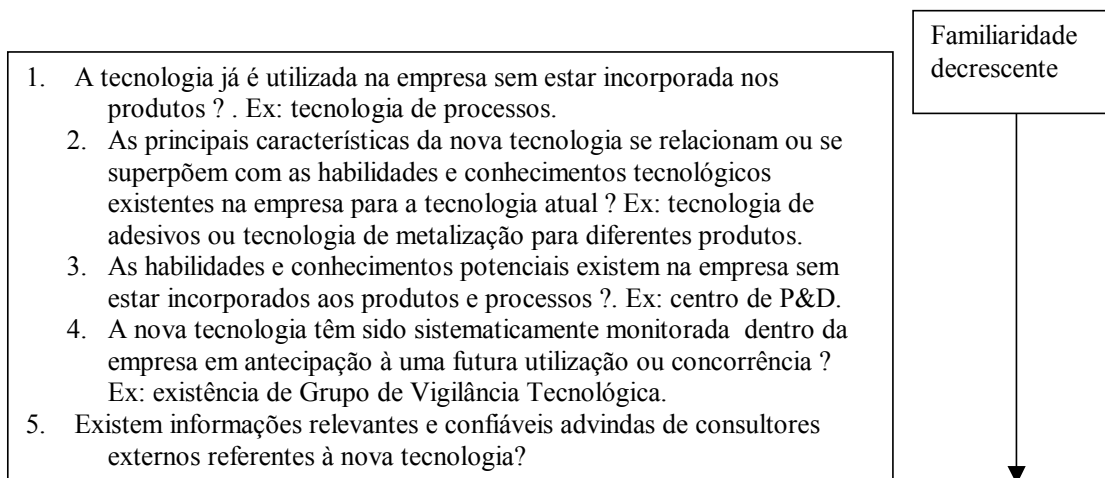 Familiaridade
decrescente
1. A tecnologia já é utilizada na empresa sem estar incorporada nos
produtos ? . Ex: tecnologia de processos.
2. As principais características da nova tecnologia se relacionam ou se
superpõem com as habilidades e conhecimentos tecnológicos
existentes na empresa para a tecnologia atual ? Ex: tecnologia de
adesivos ou tecnologia de metalização para diferentes produtos.
3. As habilidades e conhecimentos potenciais existem na empresa sem
estar incorporados aos produtos e processos ?. Ex: centro de P&D.
4. A nova tecnologia têm sido sistematicamente monitorada dentro da
empresa em antecipação à uma futura utilização ou concorrência ?
Ex: existência de Grupo de Vigilância Tecnológica.
5. Existem informações relevantes e confiáveis advindas de consultores
externos referentes à nova tecnologia?